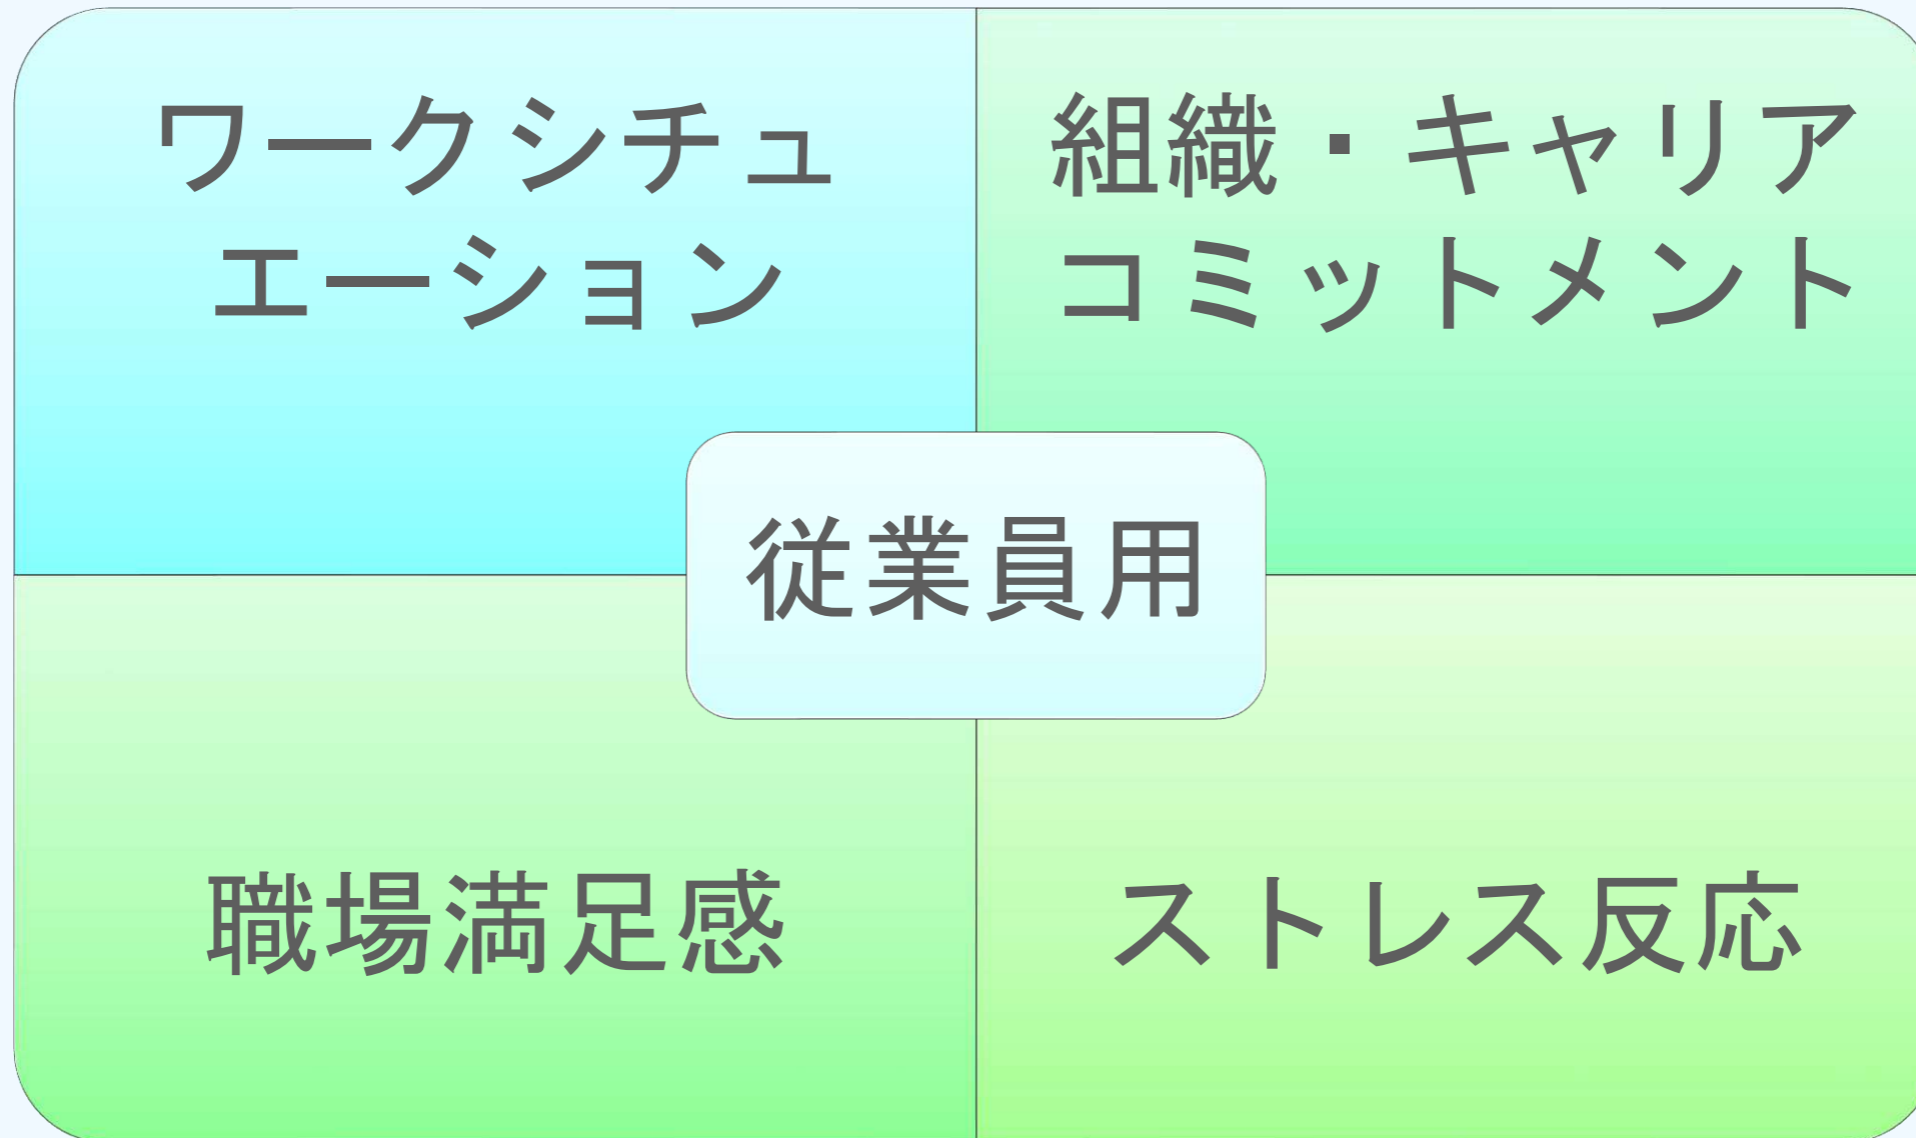 ワークシチュ
エーション
組織・キャリア
コミットメント
従業員用
職場満足感
ストレス反応